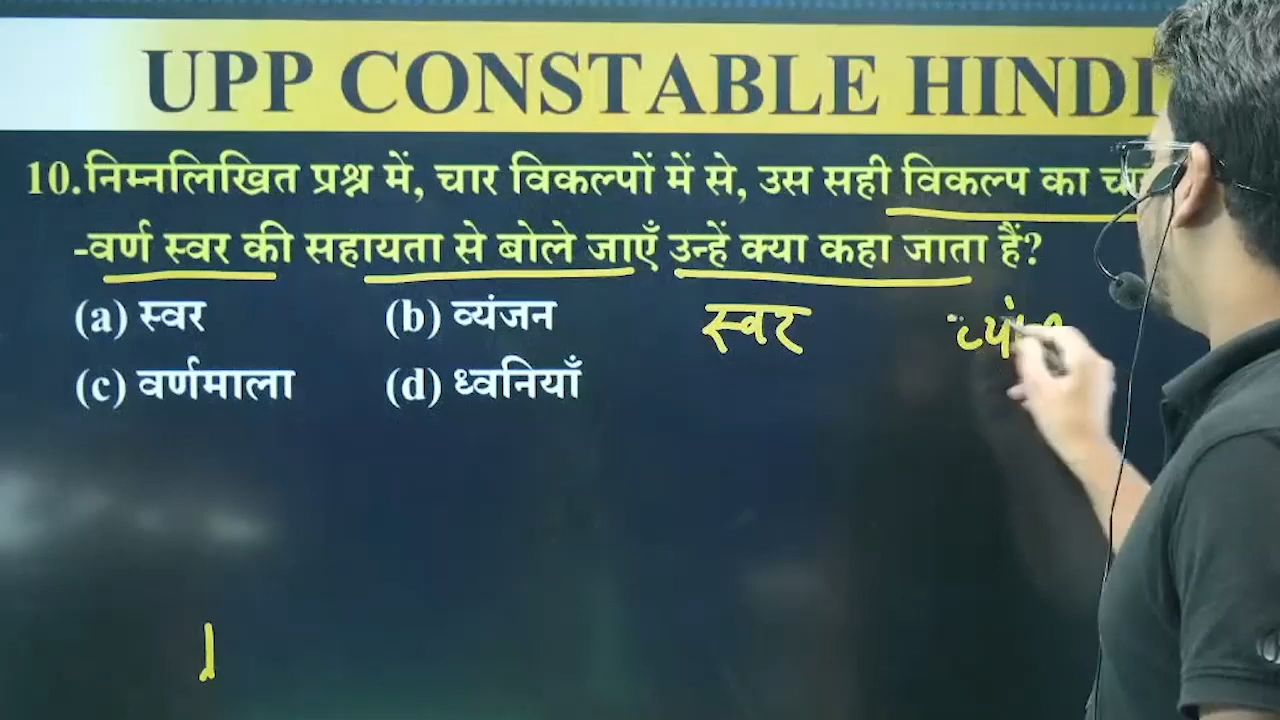 UPP CONSTABLE HINDI
10.निम्नलिखित प्रश्न में, चार विकल्पों में से, उस सही विकल्प का
-वर्ण स्वर की सहायता से बोले जाएँ उन्हें क्या कहा जाता हैं?
(a) स्वर (b) व्यंजन स्वर
(c) वर्णमाला (d) ध्वनियाँ